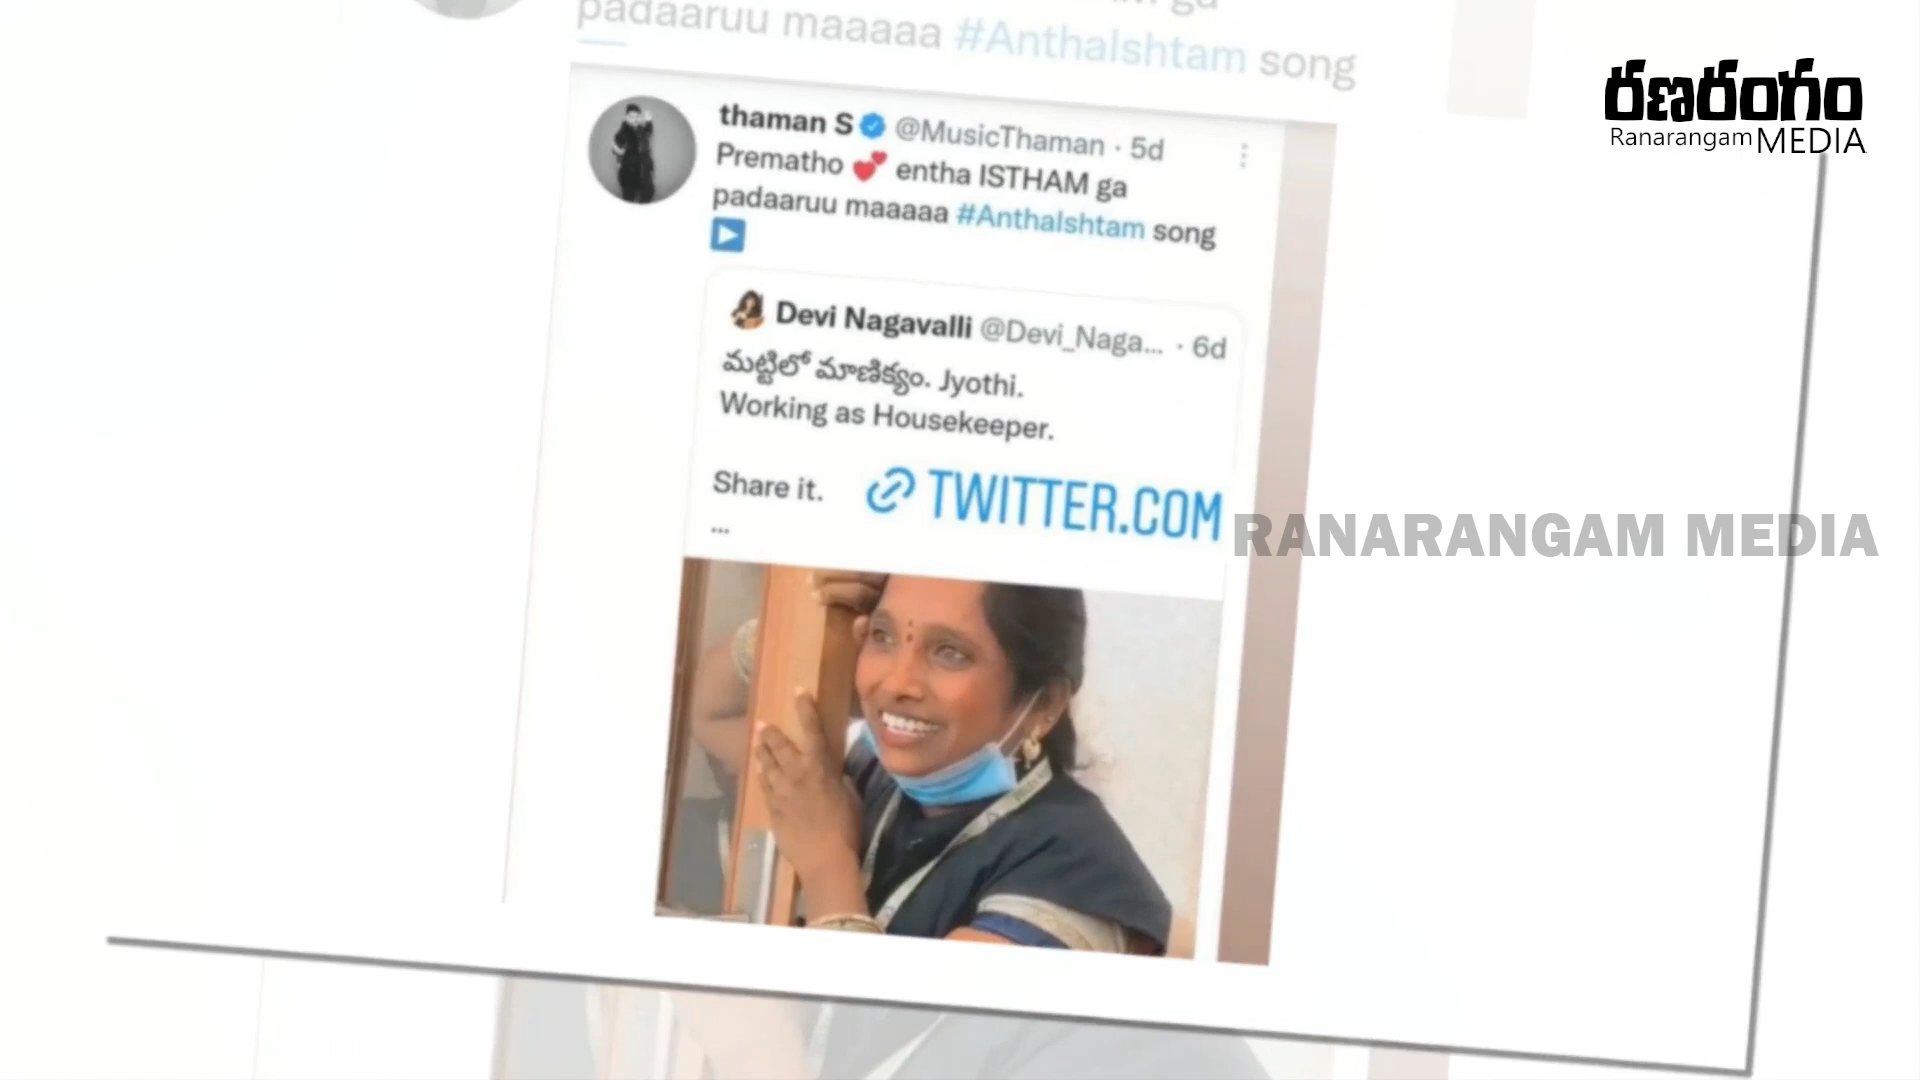 padaaruu maaaaa #AnthaIshtam song
రణరంగం
Ranarangam MEDIA
thaman S @MusicThaman · 5d
Prematho 💕 entha ISTHAM ga
padaaruu maaaaa #AnthaIshtam song
▶
Devi Nagavalli @Devi_Naga... · 6d
మట్టిలో మాణిక్యం. Jyothi.
Working as Housekeeper.
Share it.
TWITTER.COM
...
RANARANGAM MEDIA